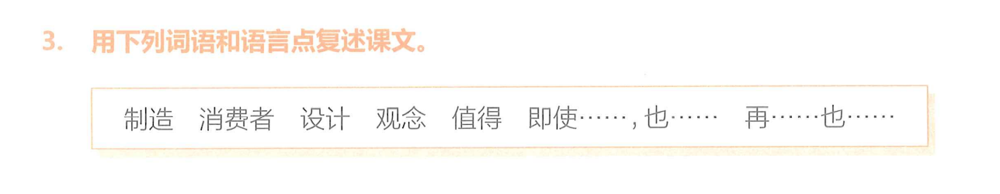 3. 用下列词语和语言点复述课文。
制造 消费者 设计 观念 值得 即使……,也…… 再……也……